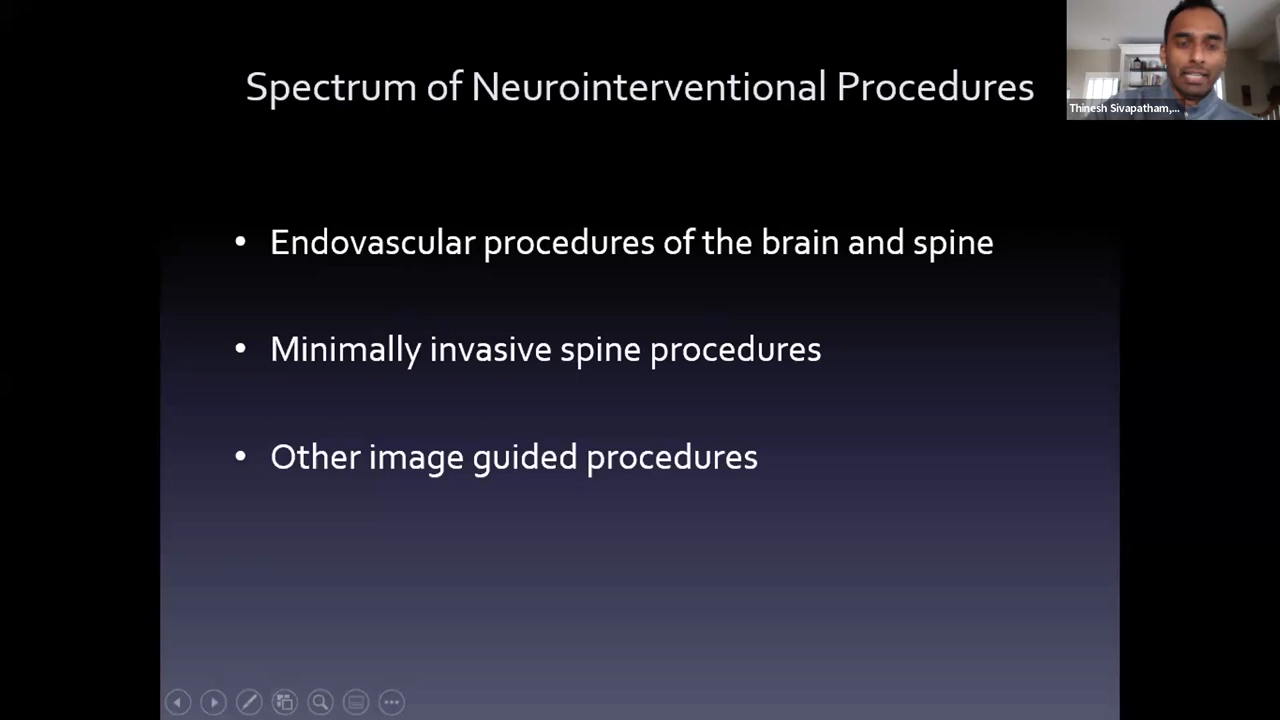 Spectrum of Neurointerventional Procedures
Thinesh Sivapatham,...
• Endovascular procedures of the brain and spine
• Minimally invasive spine procedures
• Other image guided procedures